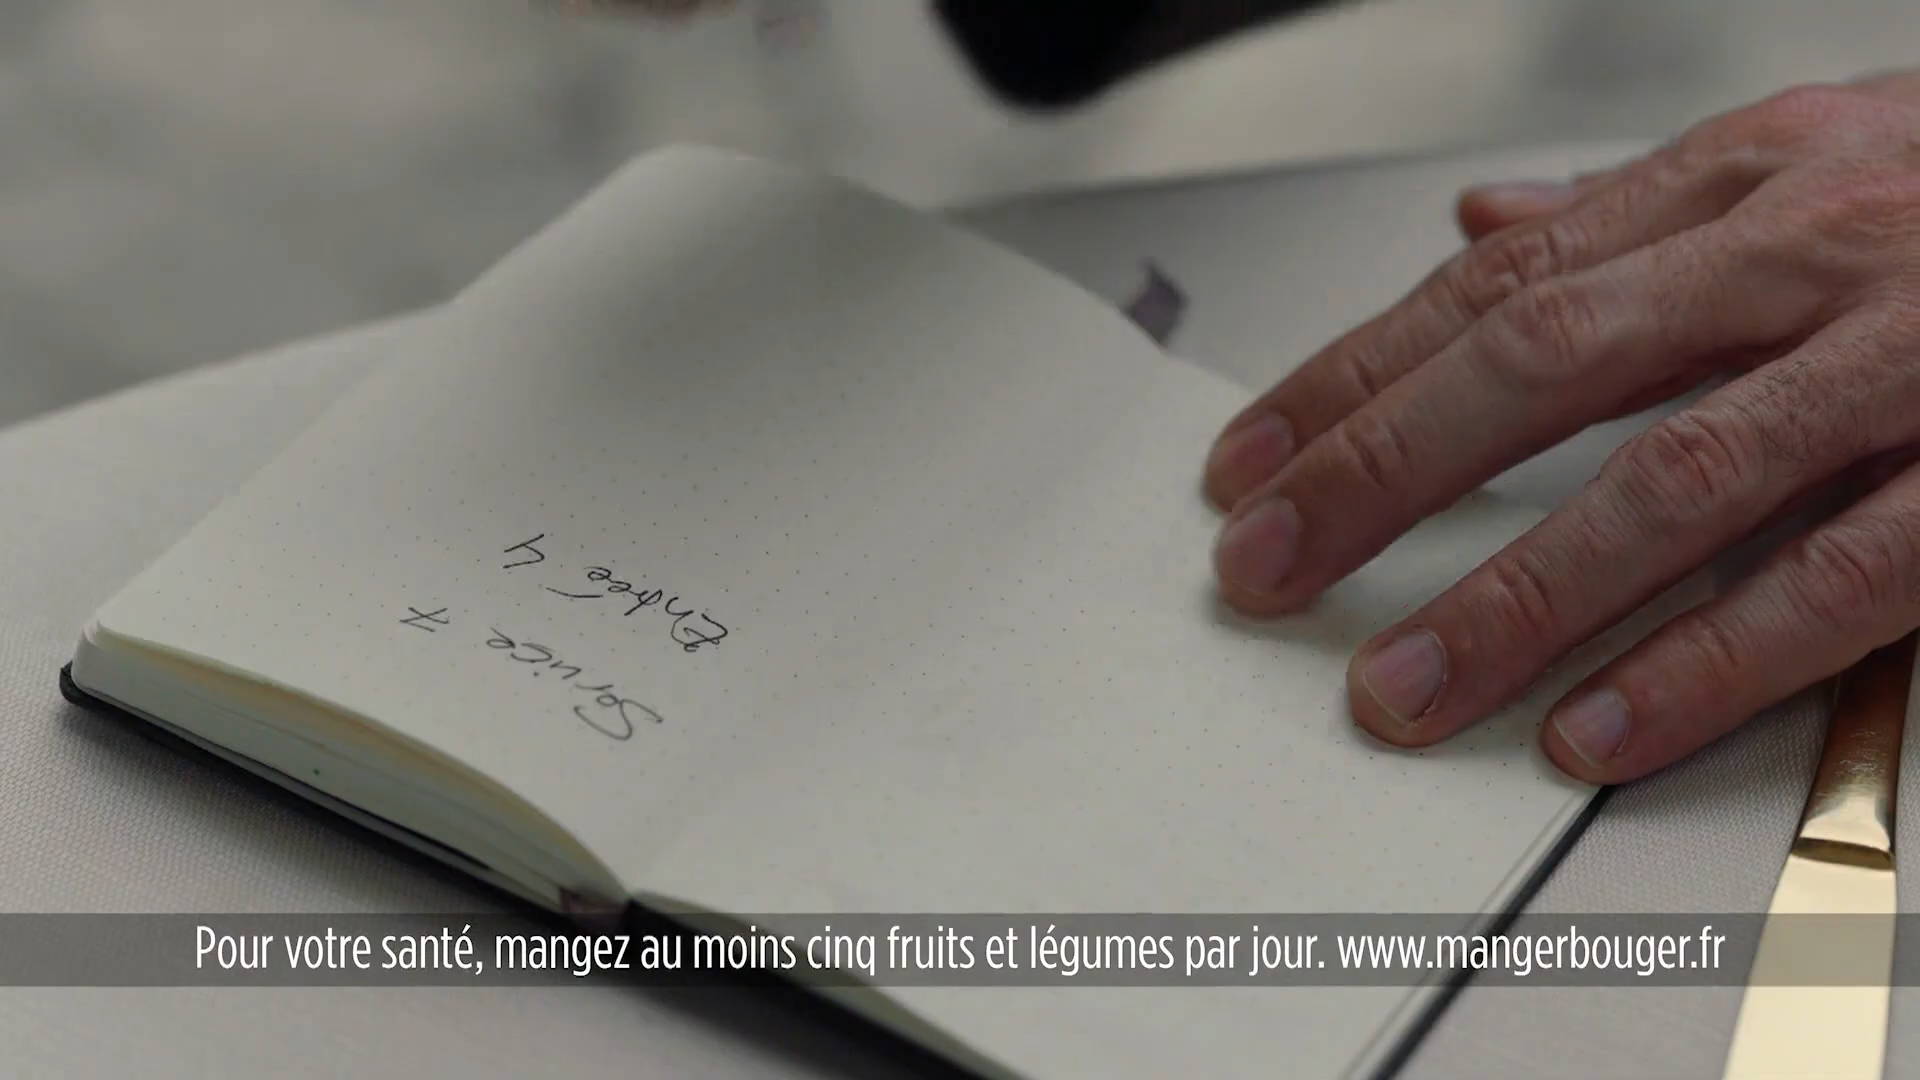 Service 7
Entrée 4
Pour votre santé, mangez au moins cinq fruits et légumes par jour. www.mangerbouger.fr